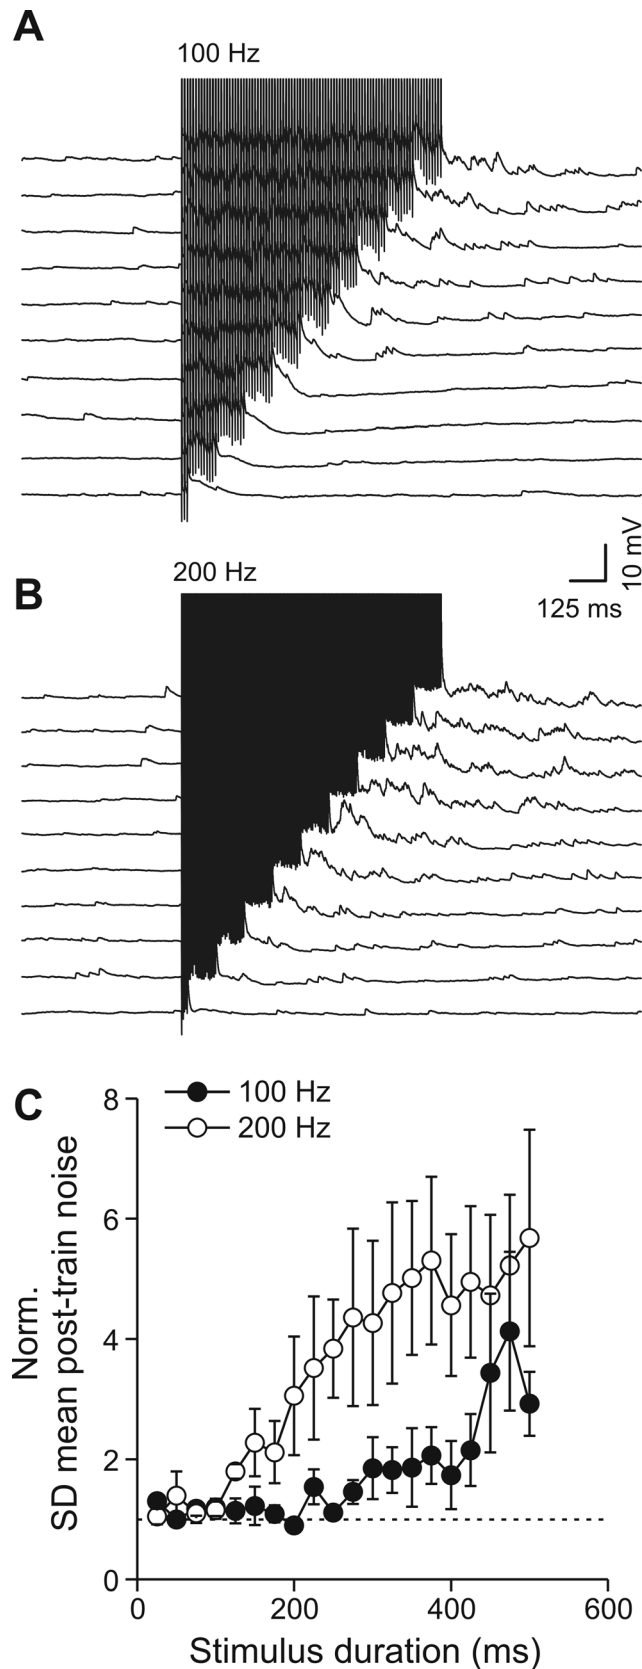 A
100 Hz
10 mV
125 ms
B
200 Hz
C
100 Hz
200 Hz
Norm.
SD mean post-train noise
8
6
4
2
0
0 200 400 600
Stimulus duration (ms)